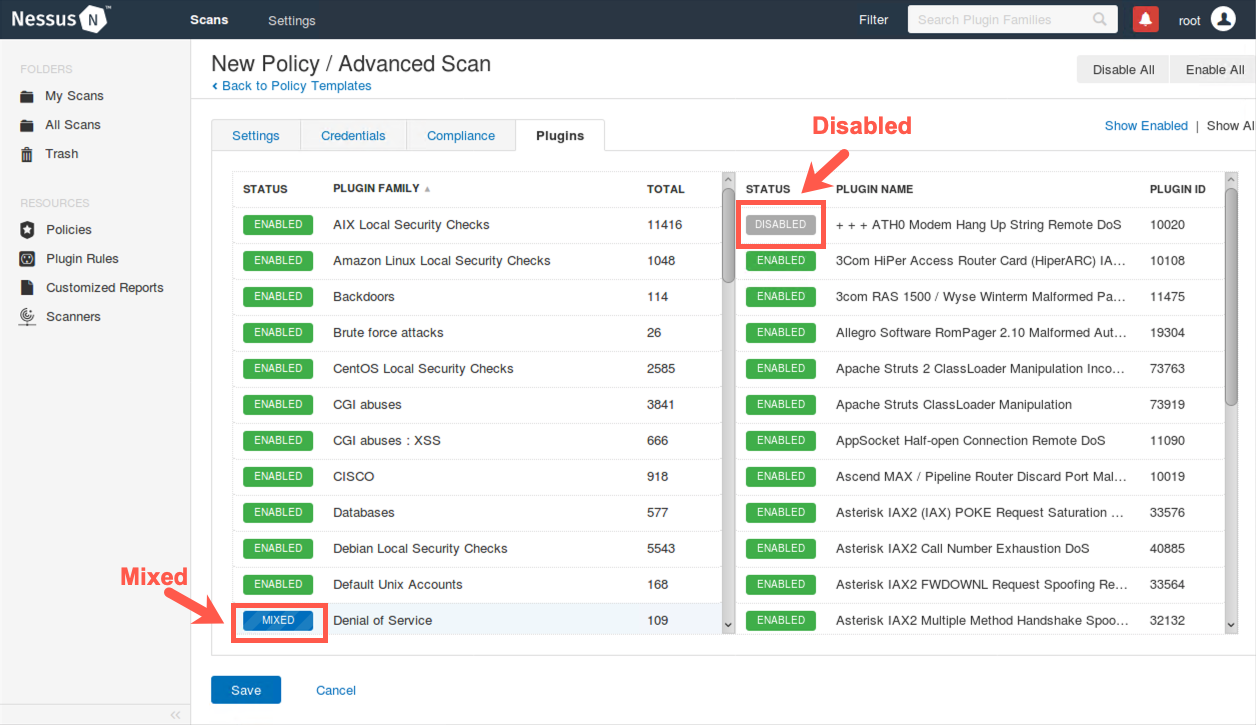 Nessus N ™ Scans Settings Filter Search Plugin Families root
FOLDERS
My Scans
All Scans
Trash
RESOURCES
Policies
Plugin Rules
Customized Reports
Scanners
New Policy / Advanced Scan
‹ Back to Policy Templates
Disable All Enable All
Disabled
Settings Credentials Compliance Plugins
Show Enabled | Show All
STATUS PLUGIN FAMILY ▲ TOTAL
ENABLED AIX Local Security Checks 11416
ENABLED Amazon Linux Local Security Checks 1048
ENABLED Backdoors 114
ENABLED Brute force attacks 26
ENABLED CentOS Local Security Checks 2585
ENABLED CGI abuses 3841
ENABLED CGI abuses : XSS 666
ENABLED CISCO 918
ENABLED Databases 577
ENABLED Debian Local Security Checks 5543
ENABLED Default Unix Accounts 168
Mixed
MIXED Denial of Service 109
STATUS PLUGIN NAME PLUGIN ID
DISABLED + + + ATH0 Modem Hang Up String Remote DoS 10020
ENABLED 3Com HiPer Access Router Card (HiperARC) IA... 10108
ENABLED 3com RAS 1500 / Wyse Winterm Malformed Pa... 11475
ENABLED Allegro Software RomPager 2.10 Malformed Aut... 19304
ENABLED Apache Struts 2 ClassLoader Manipulation Inco... 73763
ENABLED Apache Struts ClassLoader Manipulation 73919
ENABLED AppSocket Half-open Connection Remote DoS 11090
ENABLED Ascend MAX / Pipeline Router Discard Port Mal... 10019
ENABLED Asterisk IAX2 (IAX) POKE Request Saturation ... 33576
ENABLED Asterisk IAX2 Call Number Exhaustion DoS 40885
ENABLED Asterisk IAX2 FWDOWNL Request Spoofing Re... 33564
ENABLED Asterisk IAX2 Multiple Method Handshake Spoo... 32132
Save Cancel